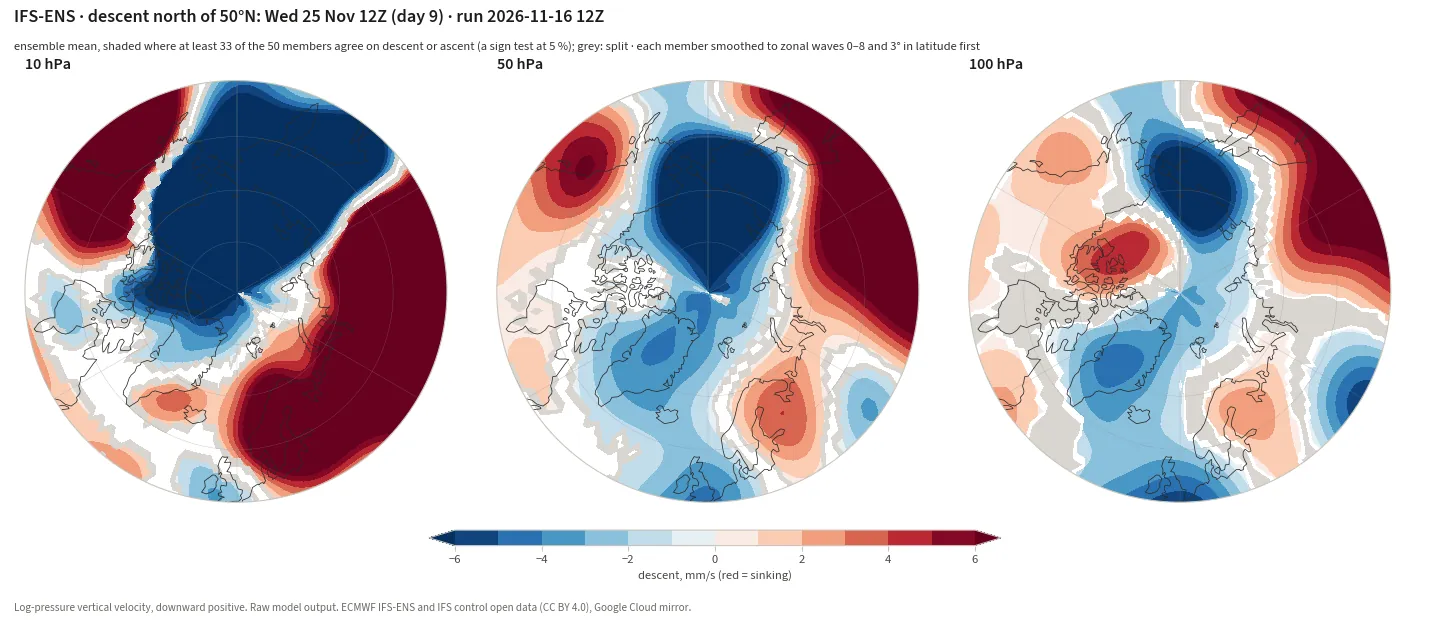 IFS-ENS · descent north of 50°N: Wed 25 Nov 12Z (day 9) · run 2026-11-16 12Z
ensemble mean, shaded where at least 33 of the 50 members agree on descent or ascent (a sign test at 5 %); grey: split · each member smoothed to zonal waves 0–8 and 3° in latitude first
10 hPa
50 hPa
100 hPa
−6 −4 −2 0 2 4 6
descent, mm/s (red = sinking)
Log-pressure vertical velocity, downward positive. Raw model output. ECMWF IFS-ENS and IFS control open data (CC BY 4.0), Google Cloud mirror.